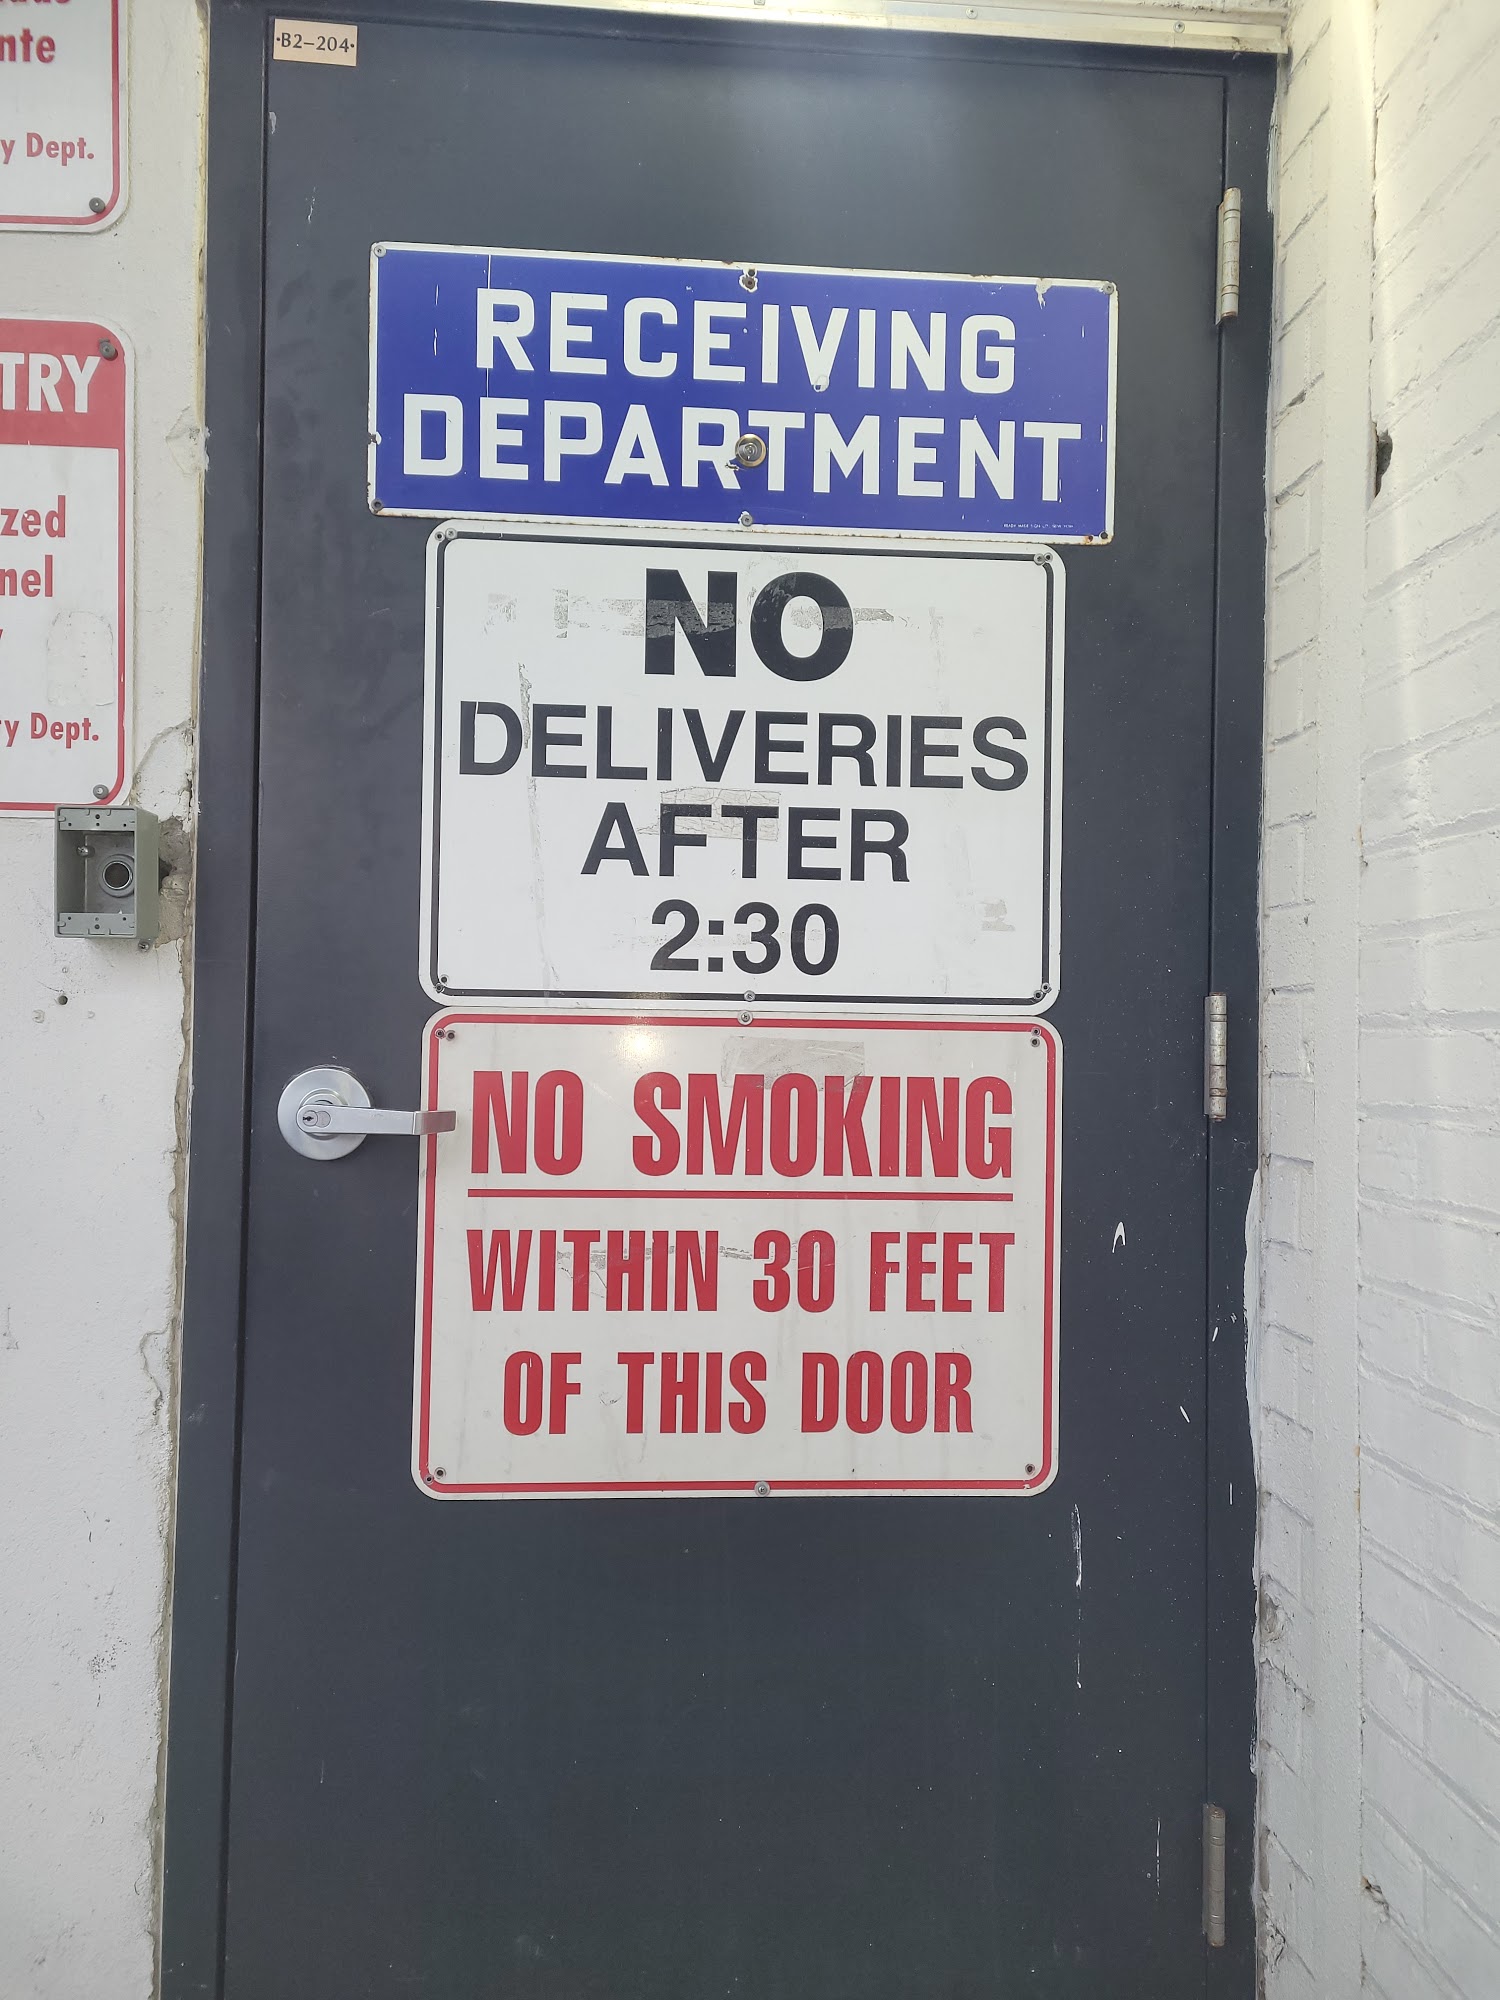 nte
y Dept.
TRY
zed
nel
y Dept.
·B2-204·
RECEIVING
DEPARTMENT
NO
DELIVERIES
AFTER
2:30
NO SMOKING
WITHIN 30 FEET
OF THIS DOOR